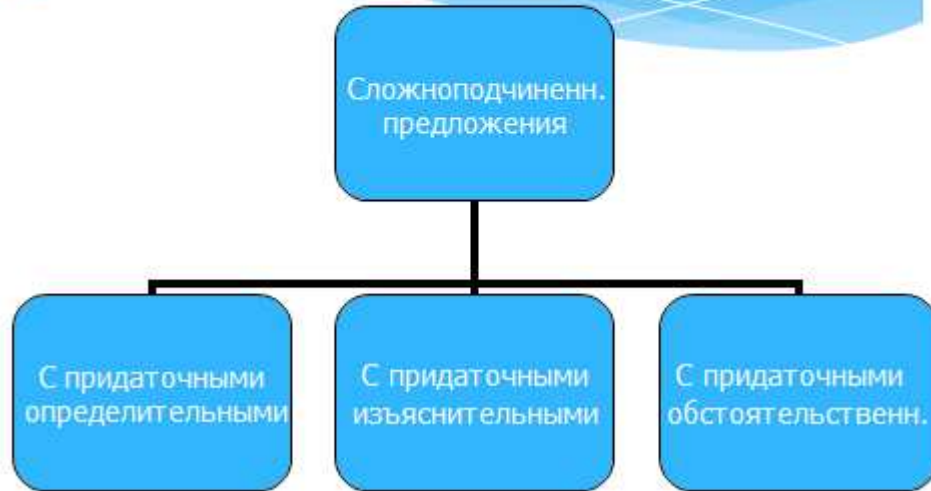 Сложноподчиненн.
предложения
С придаточными
определительными
С придаточными
изъяснительными
С придаточными
обстоятельственн.